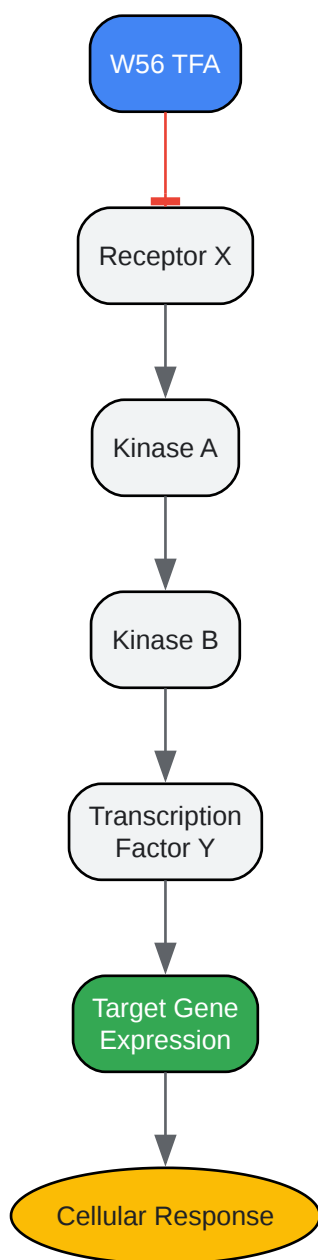 W56 TFA
Receptor X
Kinase A
Kinase B
Transcription
Factor Y
Target Gene
Expression
Cellular Response